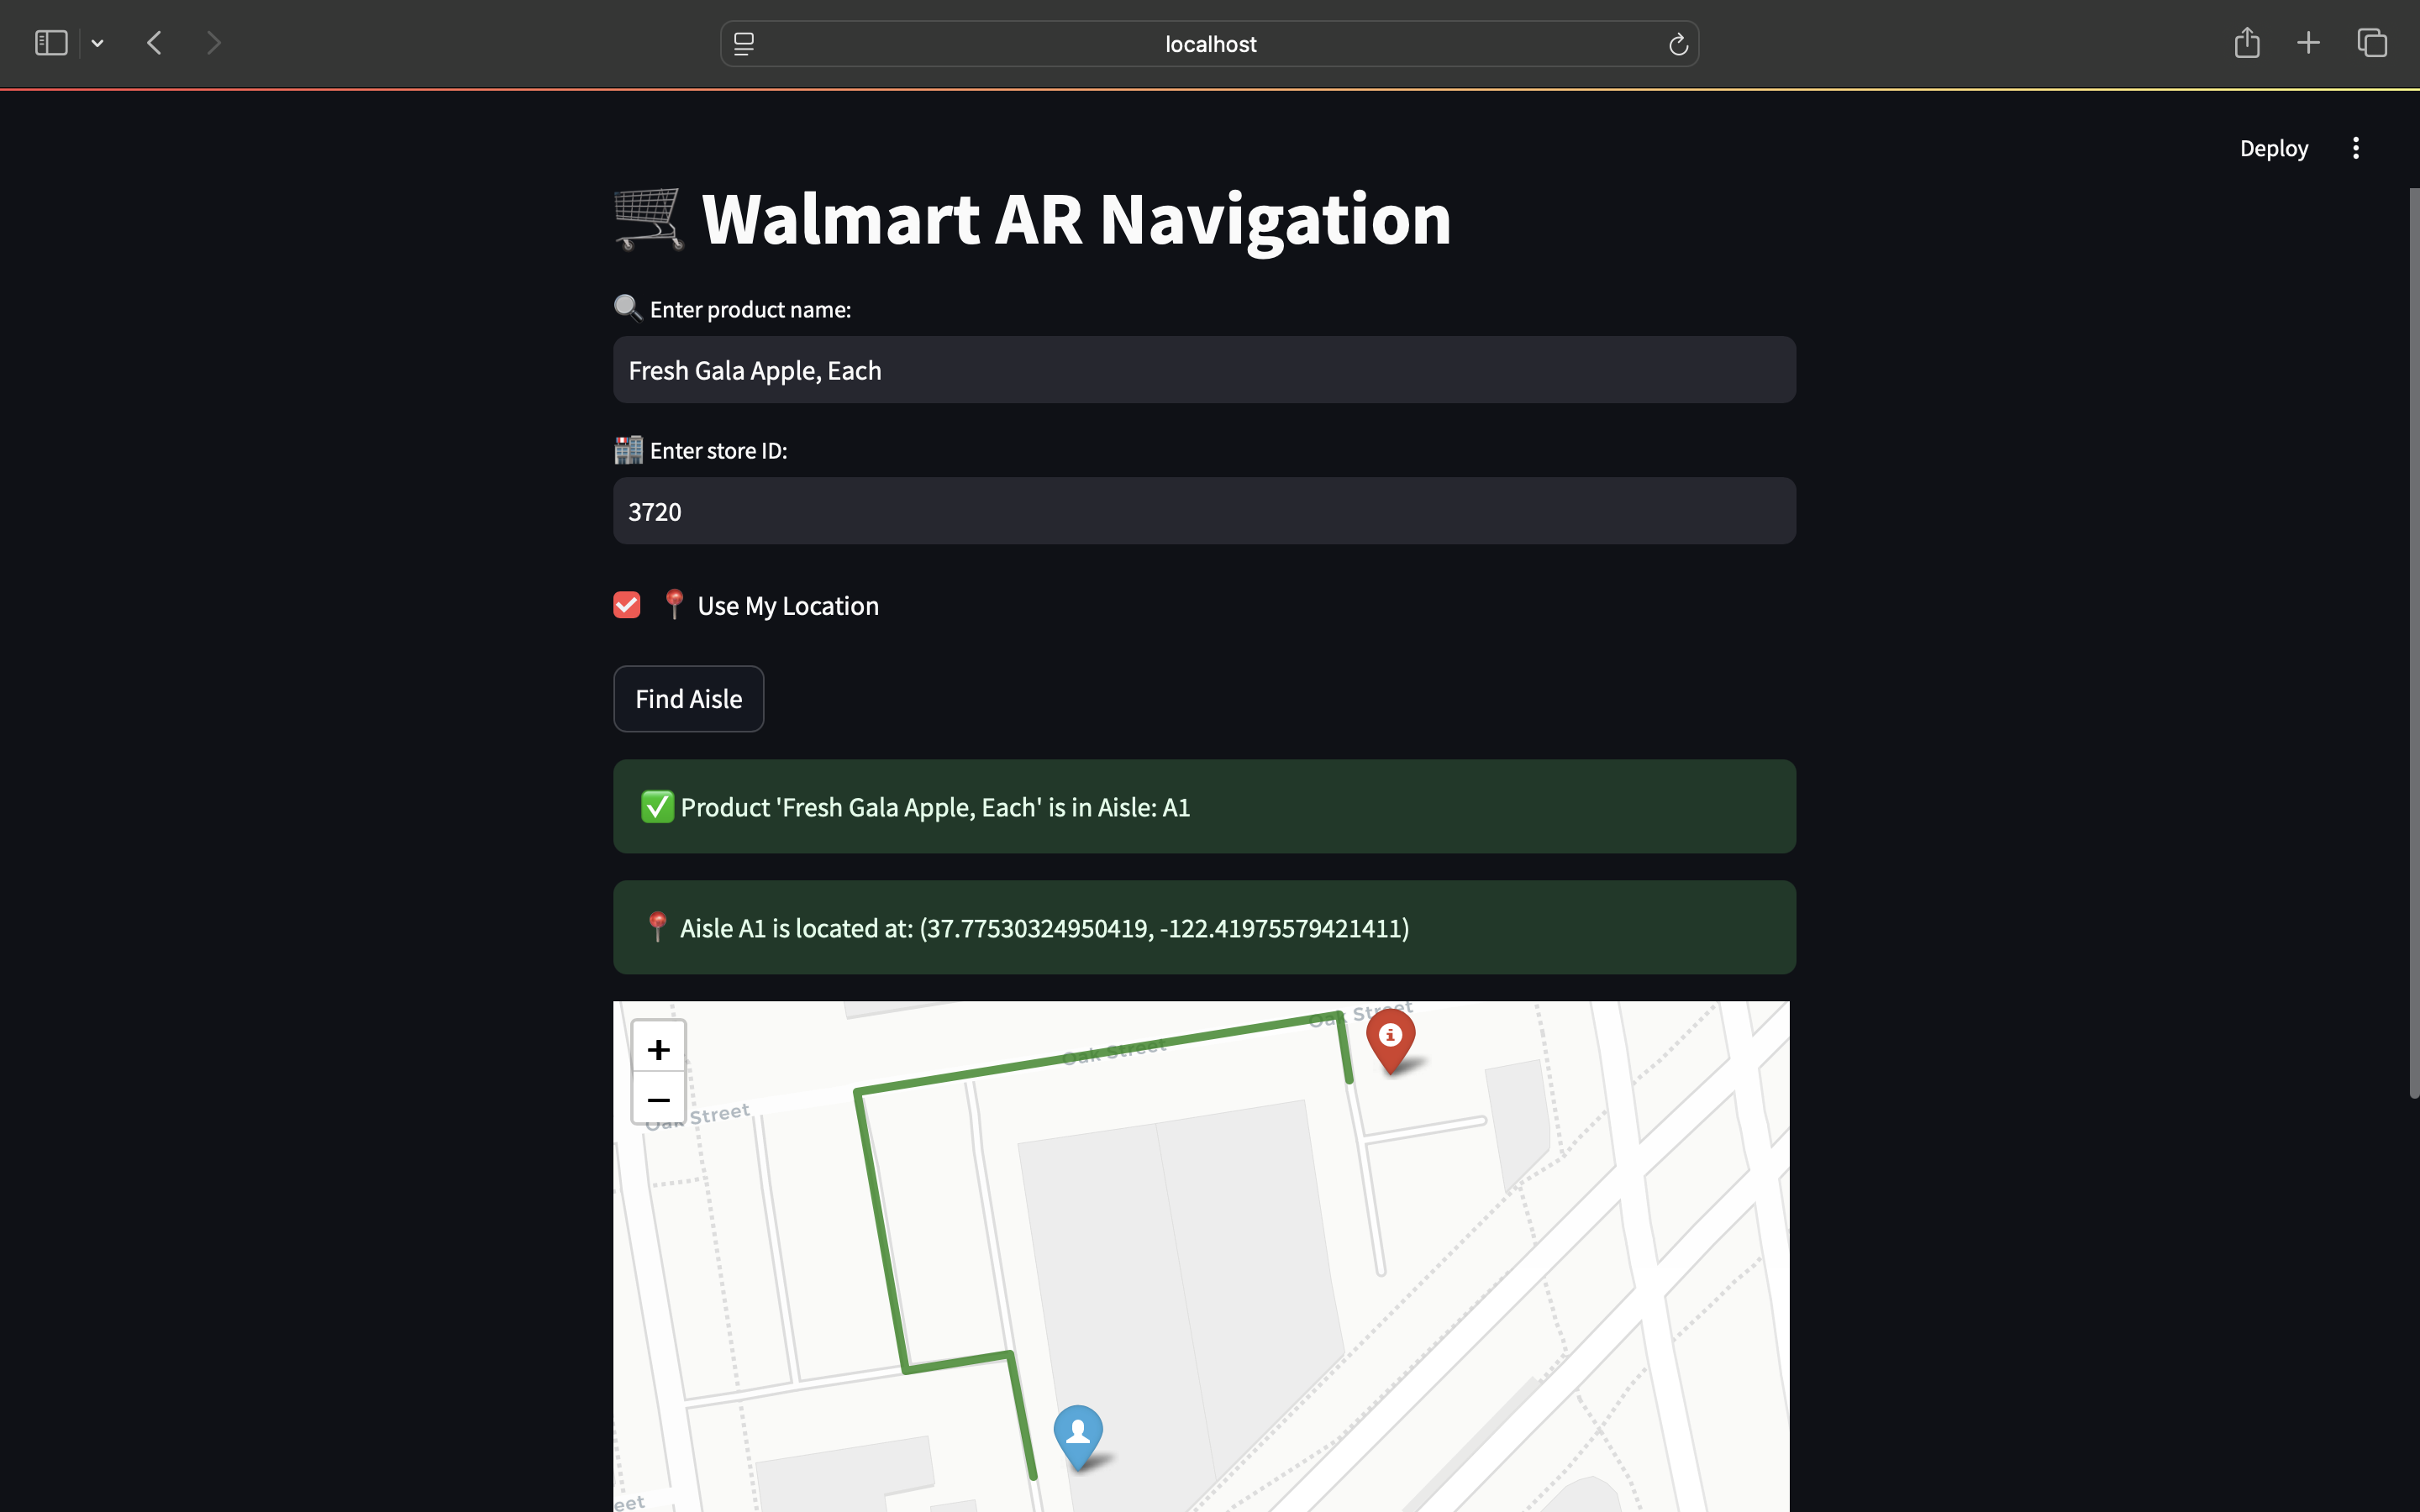 localhost
Deploy
Walmart AR Navigation
Enter product name:
Fresh Gala Apple, Each
Enter store ID:
3720
Use My Location
Find Aisle
Product 'Fresh Gala Apple, Each' is in Aisle: A1
Aisle A1 is located at: (37.77530324950419, -122.41975579421411)
+
−
Oak Street
Oak Street
Oak Street
eet